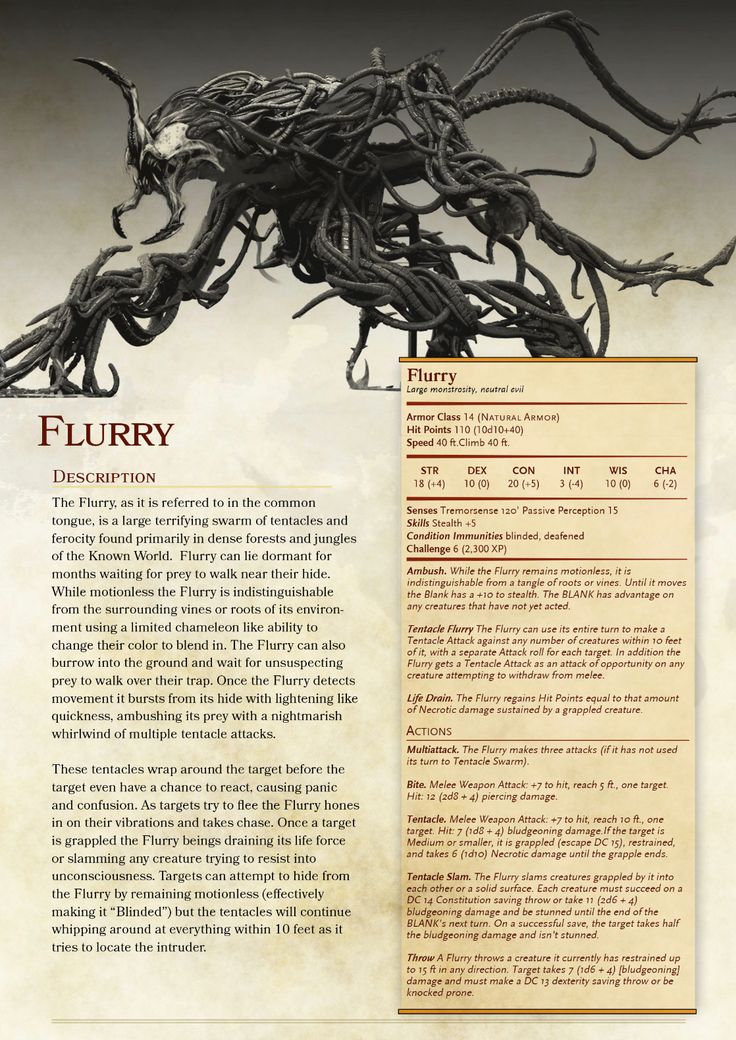 Flurry
Description
The Flurry, as it is referred to in the common
tongue, is a large terrifying swarm of tentacles and
ferocity found primarily in dense forests and jungles
of the Known World.  Flurry can lie dormant for
months waiting for prey to walk near their hide.
While motionless the Flurry is indistinguishable
from the surrounding vines or roots of its environ-
ment using a limited chameleon like ability to
change their color to blend in. The Flurry can also
burrow into the ground and wait for unsuspecting
prey to walk over their trap. Once the Flurry detects
movement it bursts from its hide with lightening like
quickness, ambushing its prey with a nightmarish
whirlwind of multiple tentacle attacks.
These tentacles wrap around the target before the
target even have a chance to react, causing panic
and confusion. As targets try to flee the Flurry hones
in on their vibrations and takes chase. Once a target
is grappled the Flurry beings draining its life force
or slamming any creature trying to resist into
unconsciousness. Targets can attempt to hide from
the Flurry by remaining motionless (effectively
making it “Blinded”) but the tentacles will continue
whipping around at everything within 10 feet as it
tries to locate the intruder.
Flurry
Large monstrosity, neutral evil
Armor Class 14 (Natural Armor)
Hit Points 110 (10d10+40)
Speed 40 ft.Climb 40 ft.
STR DEX CON INT WIS CHA
18 (+4) 10 (0) 20 (+5) 3 (-4) 10 (0) 6 (-2)
Senses Tremorsense 120' Passive Perception 15
Skills Stealth +5
Condition Immunities blinded, deafened
Challenge 6 (2,300 XP)
Ambush. While the Flurry remains motionless, it is
indistinguishable from a tangle of roots or vines. Until it moves
the Blank has a +10 to stealth. The BLANK has advantage on
any creatures that have not yet acted.
Tentacle Flurry The Flurry can use its entire turn to make a
Tentacle Attack against any number of creatures within 10 feet
of it, with a separate Attack roll for each target. In addition the
Flurry gets a Tentacle Attack as an attack of opportunity on any
creature attempting to withdraw from melee.
Life Drain. The Flurry regains Hit Points equal to that amount
of Necrotic damage sustained by a grappled creature.
Actions
Multiattack. The Flurry makes three attacks (if it has not used
its turn to Tentacle Swarm).
Bite. Melee Weapon Attack: +7 to hit, reach 5 ft., one target.
Hit: 12 (2d8 + 4) piercing damage.
Tentacle. Melee Weapon Attack: +7 to hit, reach 10 ft., one
target. Hit: 7 (1d8 + 4) bludgeoning damage.If the target is
Medium or smaller, it is grappled (escape DC 15), restrained,
and takes 6 (1d10) Necrotic damage until the grapple ends.
Tentacle Slam. The Flurry slams creatures grappled by it into
each other or a solid surface. Each creature must succeed on a
DC 14 Constitution saving throw or take 11 (2d6 + 4)
bludgeoning damage and be stunned until the end of the
BLANK's next turn. On a successful save, the target takes half
the bludgeoning damage and isn't stunned.
Throw A Flurry throws a creature it currently has restrained up
to 15 ft in any direction. Target takes 7 (1d6 + 4) [bludgeoning]
damage and must make a DC 13 dexterity saving throw or be
knocked prone.